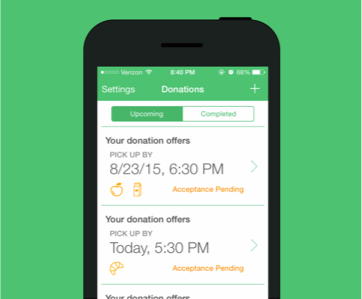 Verizon 8:40 PM 68%
Settings Donations +
Upcoming Completed
Your donation offers
PICK UP BY
8/23/15, 6:30 PM
Acceptance Pending
Your donation offers
PICK UP BY
Today, 5:30 PM
Acceptance Pending
Your donation offers